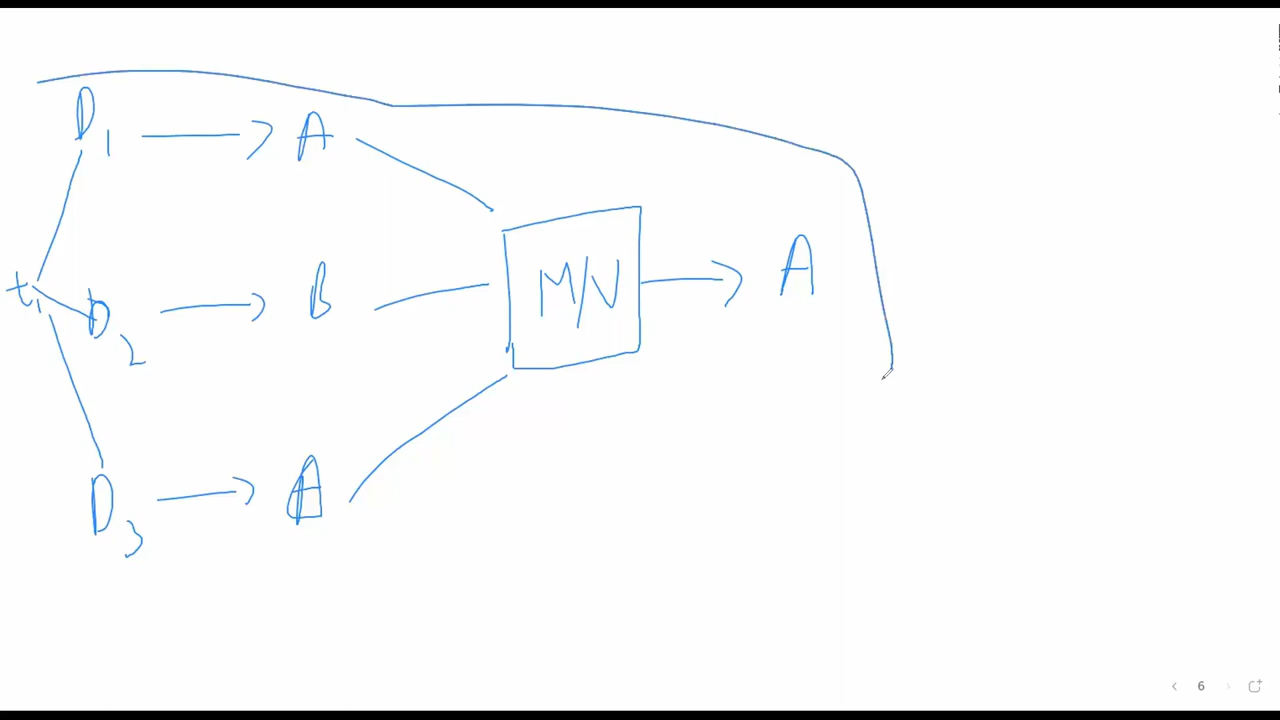 D1 → A
t1 D2 → B M/V → A
D3 → A
6